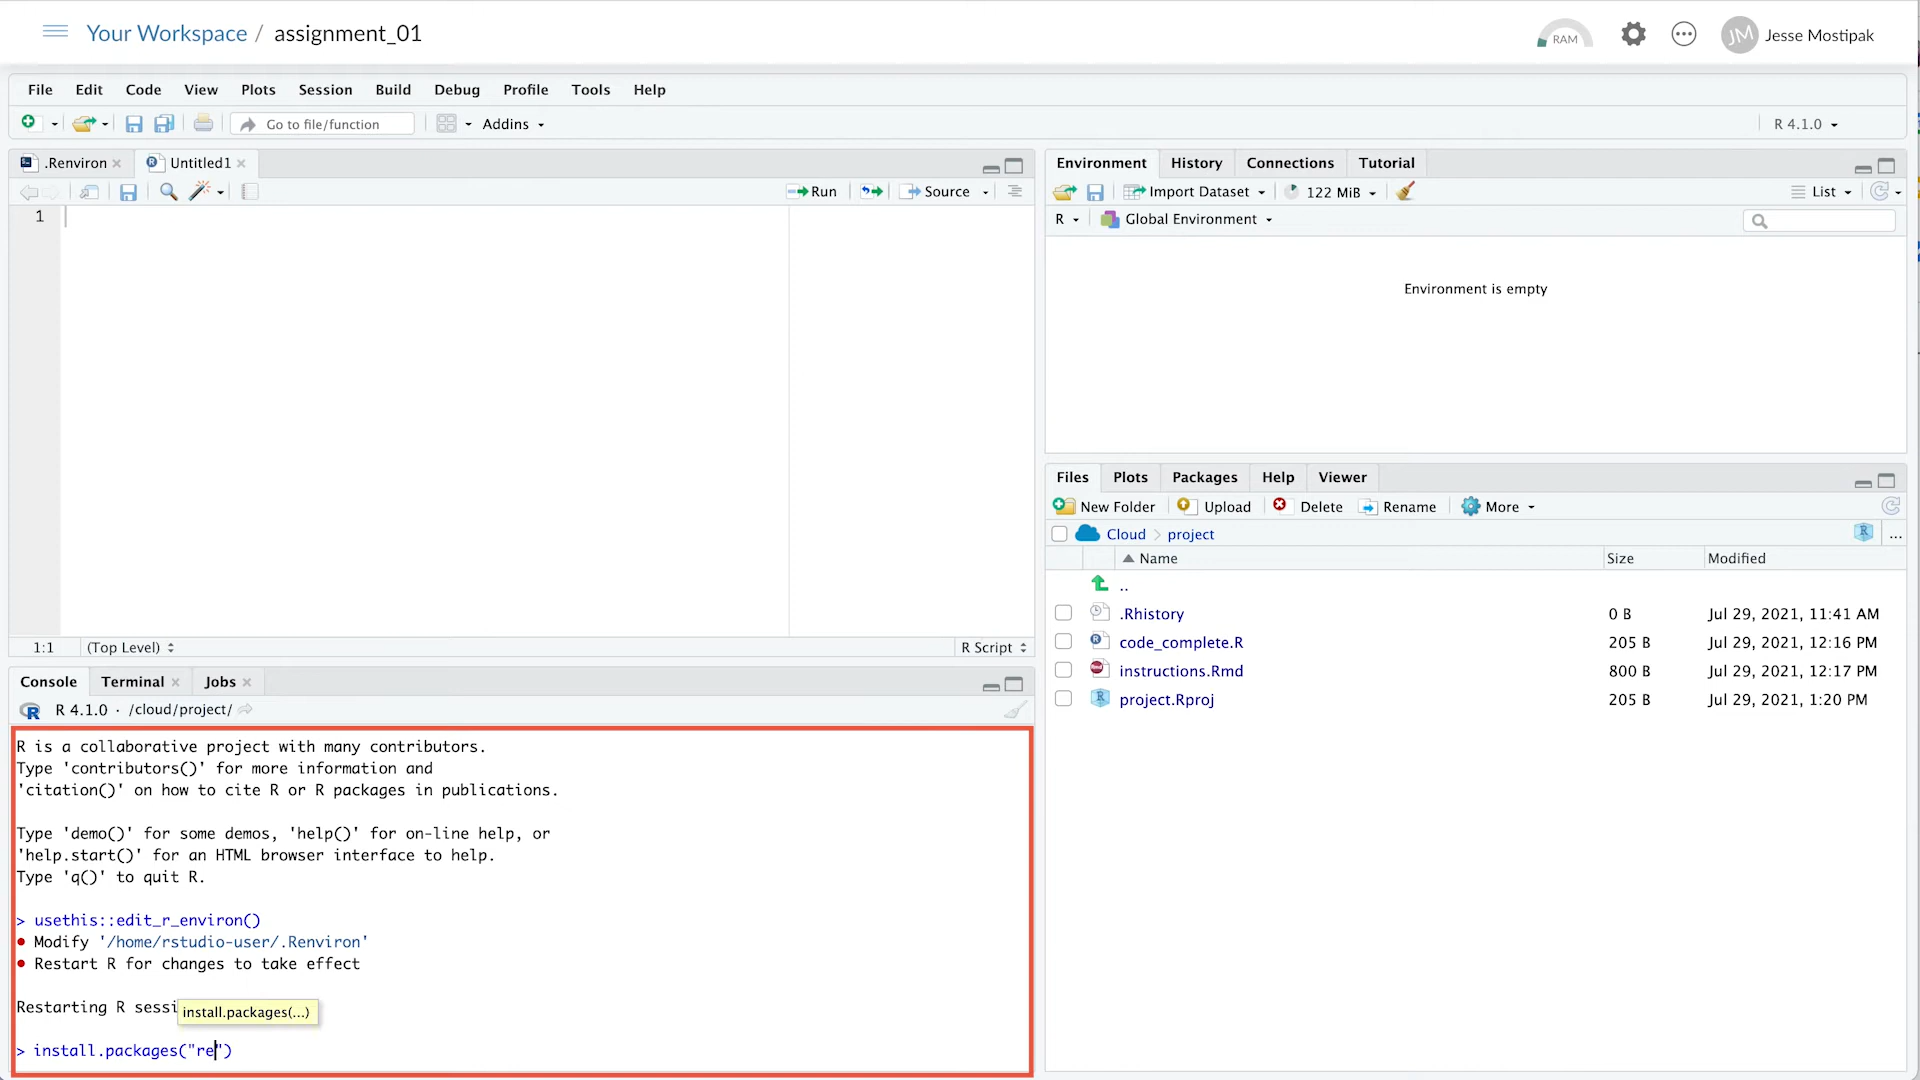 Your Workspace / assignment_01
RAM
JM Jesse Mostipak
File Edit Code View Plots Session Build Debug Profile Tools Help
Go to file/function
Addins
R 4.1.0
.Renviron
Untitled1
Run
Source
1
1:1 (Top Level)
R Script
Console Terminal Jobs
R 4.1.0 · /cloud/project/
R is a collaborative project with many contributors.
Type 'contributors()' for more information and
'citation()' on how to cite R or R packages in publications.
Type 'demo()' for some demos, 'help()' for on-line help, or
'help.start()' for an HTML browser interface to help.
Type 'q()' to quit R.
> usethis::edit_r_environ()
• Modify '/home/rstudio-user/.Renviron'
• Restart R for changes to take effect
Restarting R sessi
install.packages(...)
> install.packages("re")
Environment History Connections Tutorial
Import Dataset
122 MiB
List
R
Global Environment
Environment is empty
Files Plots Packages Help Viewer
New Folder Upload Delete Rename More
Cloud project
...
Name Size Modified
..
.Rhistory 0 B Jul 29, 2021, 11:41 AM
code_complete.R 205 B Jul 29, 2021, 12:16 PM
instructions.Rmd 800 B Jul 29, 2021, 12:17 PM
project.Rproj 205 B Jul 29, 2021, 1:20 PM